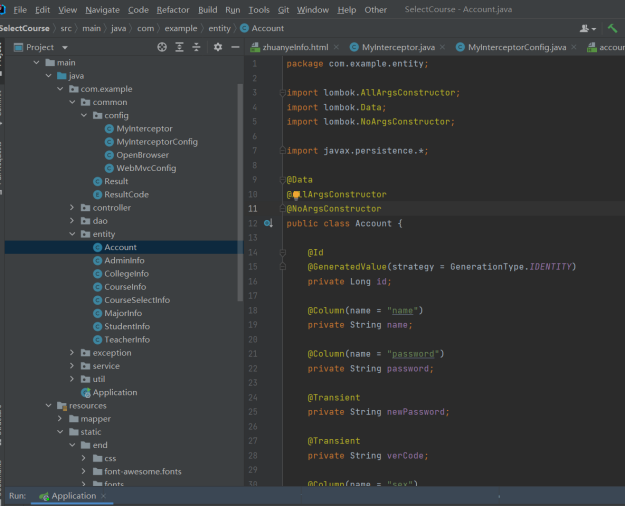 File Edit View Navigate Code Refactor Build Run Tools Git Window Help Other SelectCourse - Account.java
SelectCourse src main java com example entity Account
Project
zhuanyeInfo.html MyInterceptor.java MyInterceptorConfig.java
main
java
com.example
common
config
MyInterceptor
MyInterceptorConfig
OpenBrowser
WebMvcConfig
Result
ResultCode
controller
dao
entity
Account
AdminInfo
CollegeInfo
CourseInfo
CourseSelectInfo
MajorInfo
StudentInfo
TeacherInfo
exception
service
util
Application
resources
mapper
static
end
css
font-awesome.fonts
fonts
1 package com.example.entity;
2
3 import lombok.AllArgsConstructor;
4 import lombok.Data;
5 import lombok.NoArgsConstructor;
6
7 import javax.persistence.*;
8
9 @Data
10 @AllArgsConstructor
11 @NoArgsConstructor
12 public class Account {
13
14 @Id
15 @GeneratedValue(strategy = GenerationType.IDENTITY)
16 private Long id;
17
18 @Column(name = "name")
19 private String name;
20
21 @Column(name = "password")
22 private String password;
23
24 @Transient
25 private String newPassword;
26
27 @Transient
28 private String verCode;
29
30 @Column(name = "sex")
Run: Application